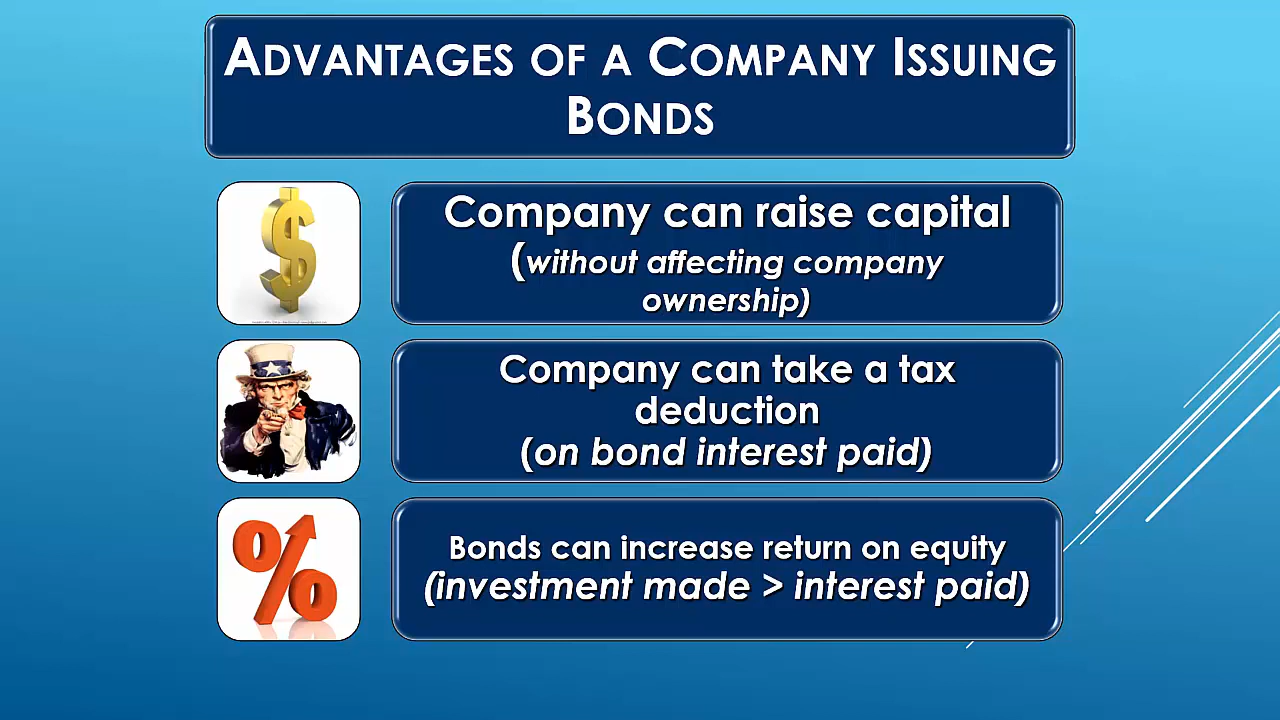 ADVANTAGES OF A COMPANY ISSUING
BONDS
$
Company can raise capital
(without affecting company
ownership)
Company can take a tax
deduction
(on bond interest paid)
%
Bonds can increase return on equity
(investment made > interest paid)